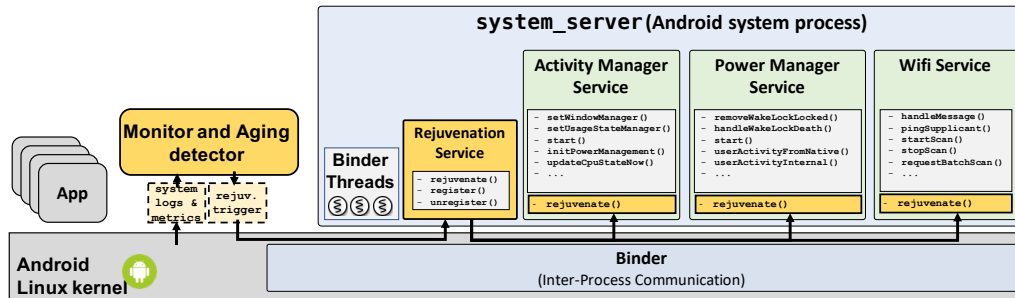 system_server (Android system process)
Activity Manager
Service
- setWindowManager()
- setUsageStateManager()
- start()
- initPowerManagement()
- updateCpuStateNow()
- ...
- rejuvenate()
Power Manager
Service
- removeWakeLockLocked()
- handleWakeLockDeath()
- start()
- userActivityFromNative()
- userActivityInternal()
- ...
- rejuvenate()
Wifi Service
- handleMessage()
- pingSupplicant()
- startScan()
- stopScan()
- requestBatchScan()
- ...
- rejuvenate()
Monitor and Aging
detector
Rejuvenation
Service
- rejuvenate()
- register()
- unregister()
Binder
Threads
App
system
logs &
metrics
rejuv.
trigger
Android
Linux kernel
Binder
(Inter-Process Communication)